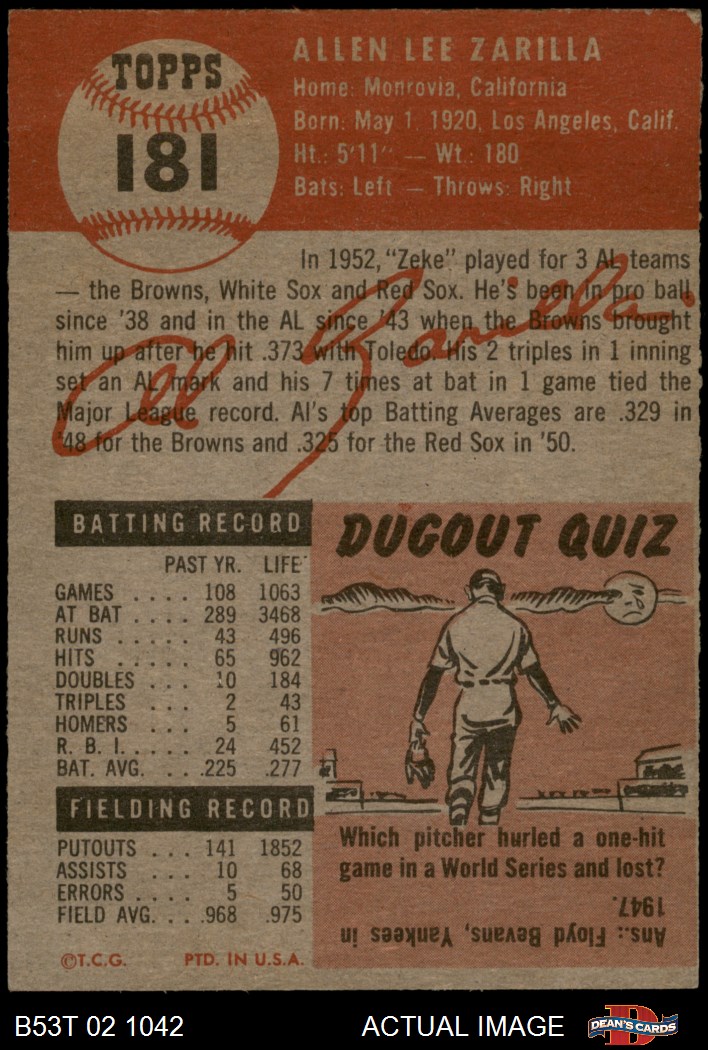 TOPPS
181
ALLEN LEE ZARILLA
Home: Monrovia, California
Born: May 1, 1920, Los Angeles, Calif.
Ht.: 5'11" — Wt.: 180
Bats: Left — Throws: Right
In 1952, "Zeke" played for 3 AL teams
— the Browns, White Sox and Red Sox. He's been in pro ball
since '38 and in the AL since '43 when the Browns brought
him up after he hit .373 with Toledo. His 2 triples in 1 inning
set an AL mark and his 7 times at bat in 1 game tied the
Major League record. Al's top Batting Averages are .329 in
'48 for the Browns and .325 for the Red Sox in '50.
Al Zarilla
BATTING RECORD
PAST YR. LIFE
GAMES .... 108 1063
AT BAT .... 289 3468
RUNS ..... 43 496
HITS ..... 65 962
DOUBLES ... 10 184
TRIPLES ... 2 43
HOMERS ... 5 61
R. B. I..... 24 452
BAT. AVG. ... .225 .277
FIELDING RECORD
PUTOUTS ... 141 1852
ASSISTS ... 10 68
ERRORS ... 5 50
FIELD AVG. ... .968 .975
©T.C.G. PTD. IN U.S.A.
DUGOUT QUIZ
Which pitcher hurled a one-hit
game in a World Series and lost?
Ans.: Floyd Bevans, Yankees in
1947.
B53T 02 1042
ACTUAL IMAGE
D
DEAN'S CARDS